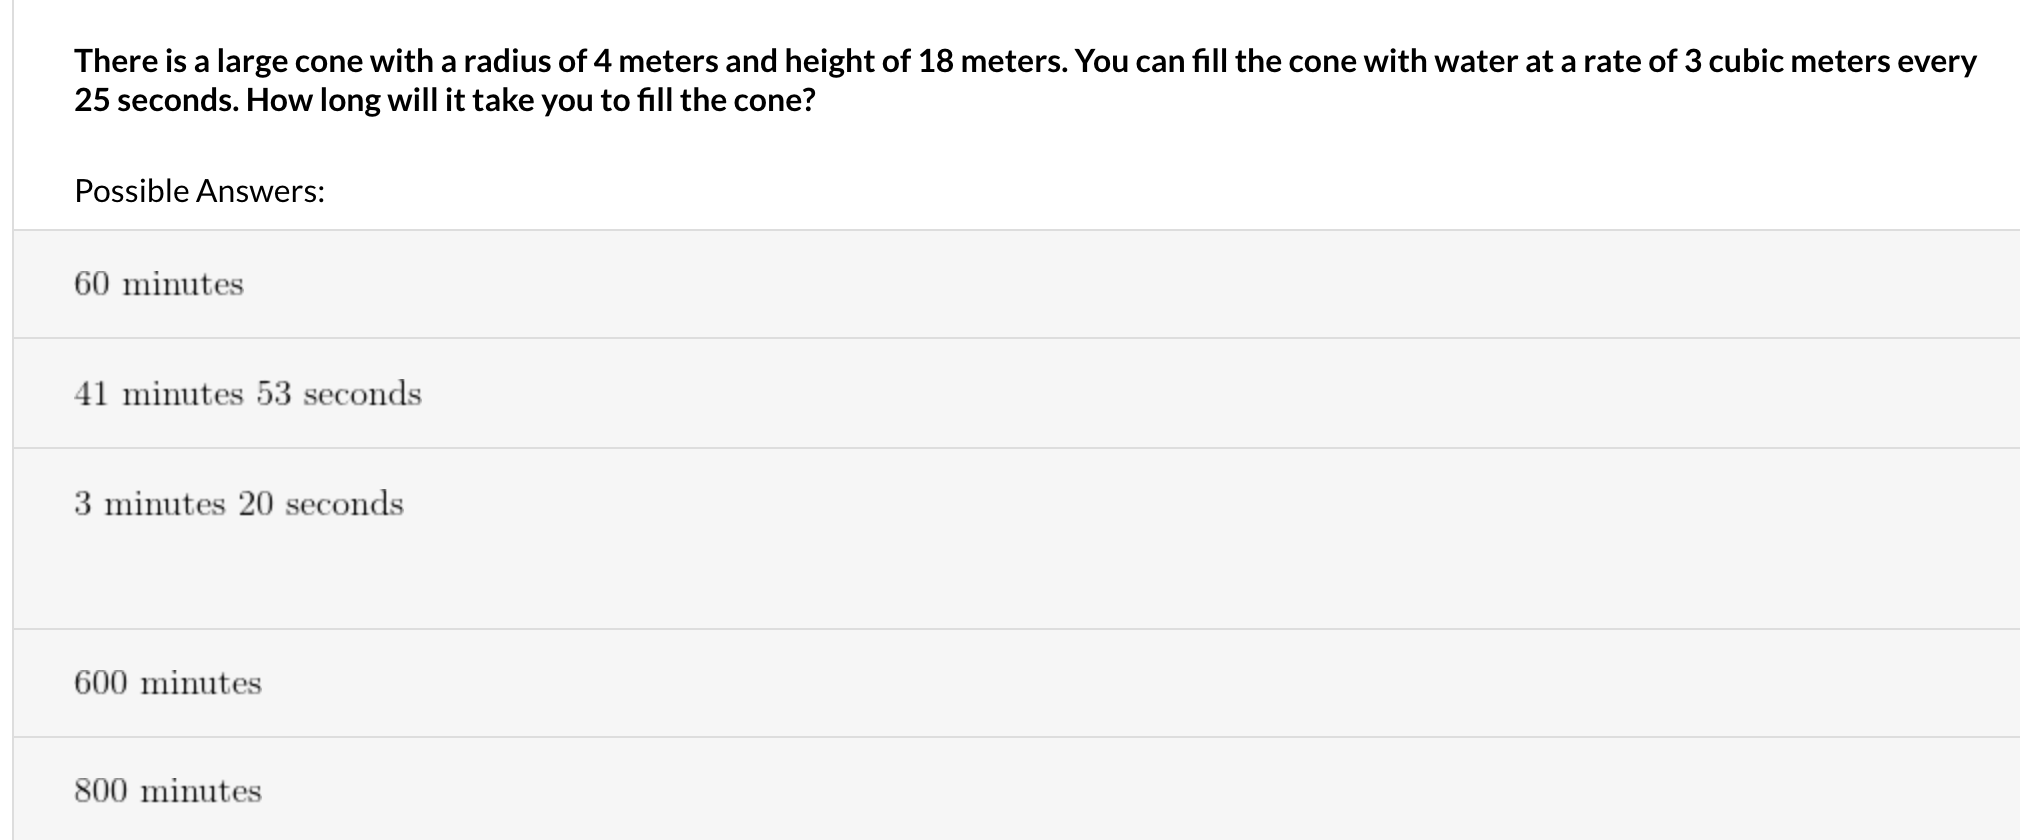 There is a large cone with a radius of 4 meters and height of 18 meters. You can fill the cone with water at a rate of 3 cubic meters every
25 seconds. How long will it take you to fill the cone?
Possible Answers:
60 minutes
41 minutes 53 seconds
3 minutes 20 seconds
600 minutes
800 minutes